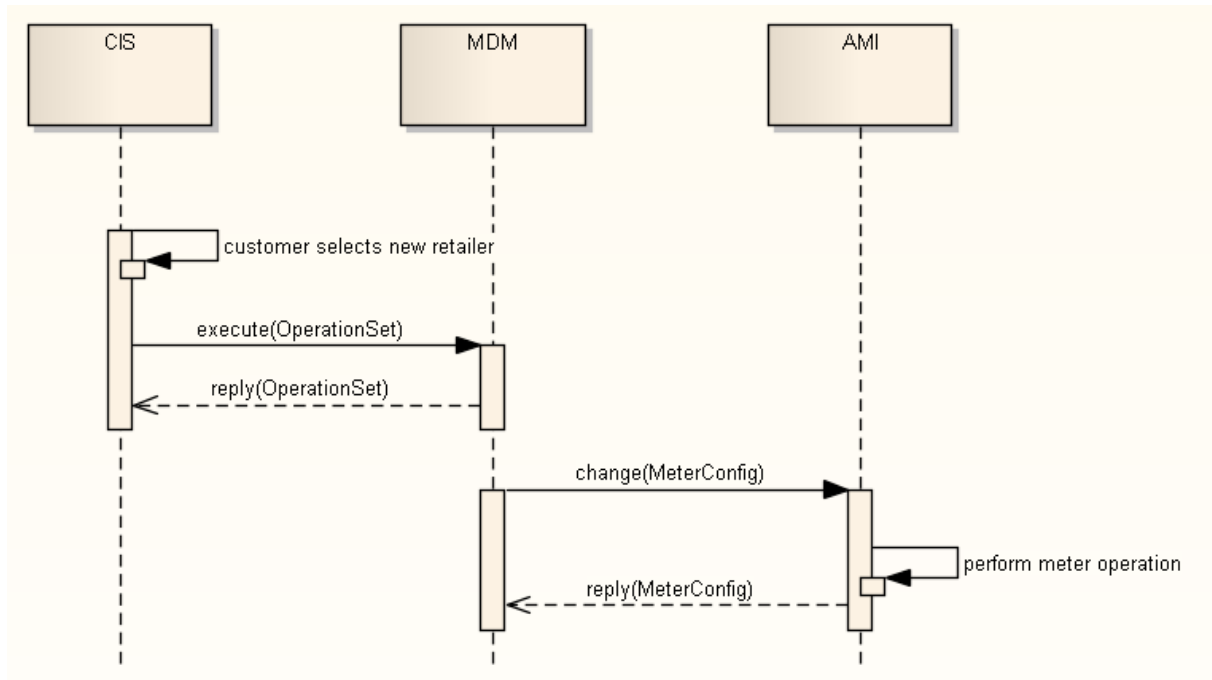 CIS
MDM
AMI
customer selects new retailer
execute(OperationSet)
reply(OperationSet)
change(MeterConfig)
perform meter operation
reply(MeterConfig)